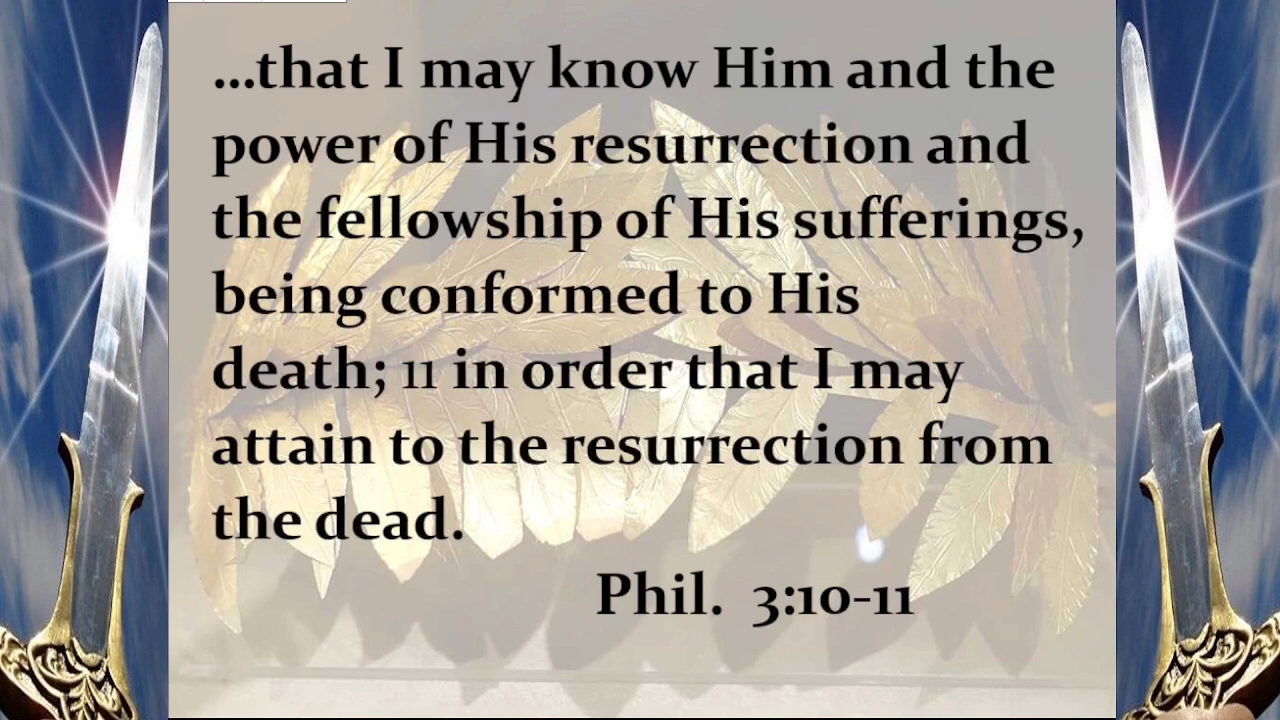 ...that I may know Him and the
power of His resurrection and
the fellowship of His sufferings,
being conformed to His
death; 11 in order that I may
attain to the resurrection from
the dead.
Phil. 3:10-11